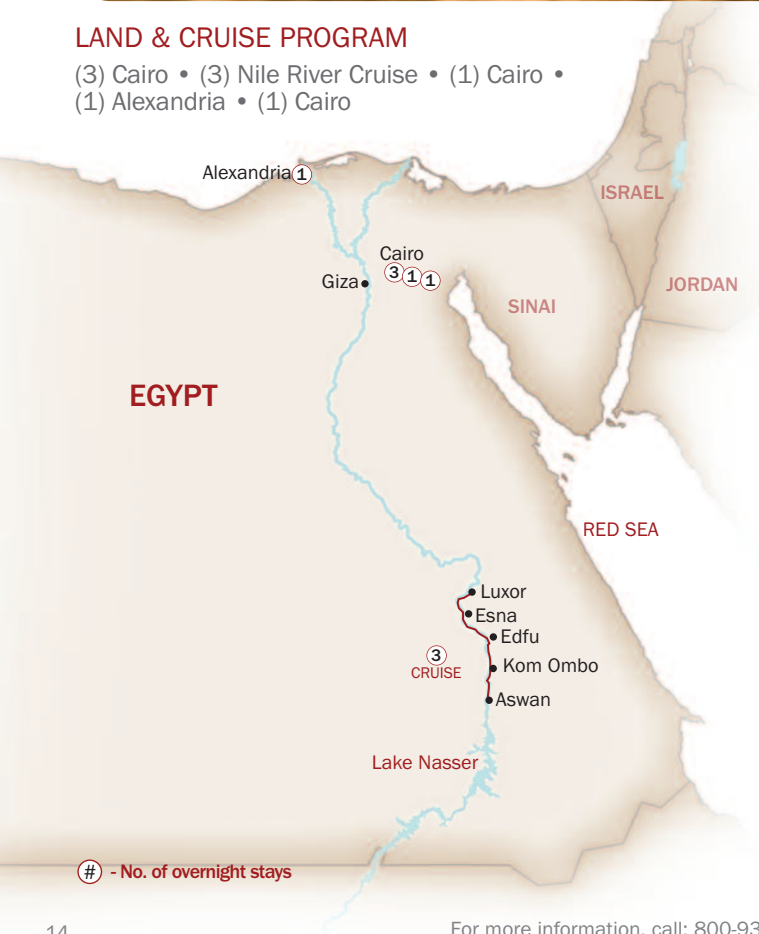 LAND & CRUISE PROGRAM
(3) Cairo • (3) Nile River Cruise • (1) Cairo •
(1) Alexandria • (1) Cairo
Alexandria 1
ISRAEL
Cairo
3 1 1
Giza
JORDAN
SINAI
EGYPT
RED SEA
Luxor
Esna
Edfu
3
CRUISE
Kom Ombo
Aswan
Lake Nasser
# - No. of overnight stays
14
For more information, call: 800-93